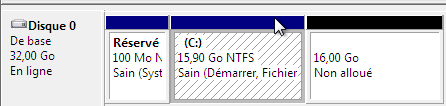 Disque 0
De base
32,00 Go
En ligne
Réservé
100 Mo N
Sain (Syst
(C:)
15,90 Go NTFS
Sain (Démarrer, Fichier
16,00 Go
Non alloué